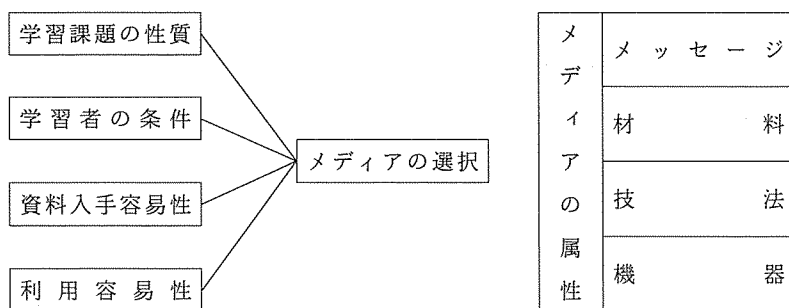 学習課題の性質
学習者の条件
資料入手容易性
利用容易性
メディアの選択
メディアの属性
メッセージ
材料
技法
機器